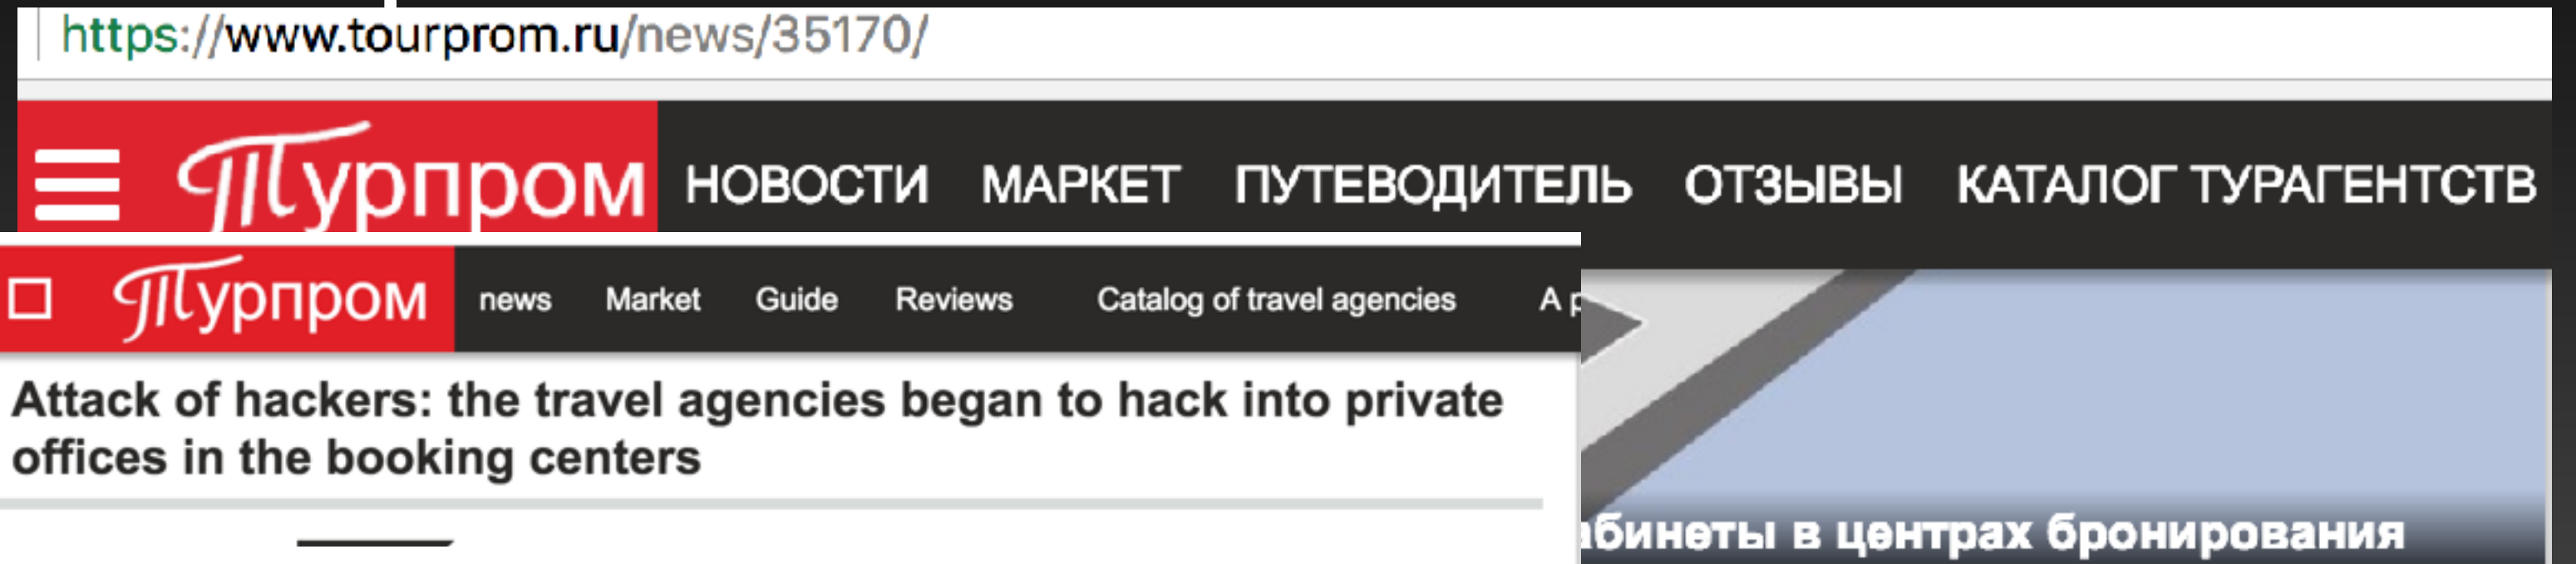 https://www.tourprom.ru/news/35170/
Турпром НОВОСТИ МАРКЕТ ПУТЕВОДИТЕЛЬ ОТЗЫВЫ КАТАЛОГ ТУРАГЕНТСТВ
Турпром news Market Guide Reviews Catalog of travel agencies A
Attack of hackers: the travel agencies began to hack into private
offices in the booking centers
абинеты в центрах бронирования